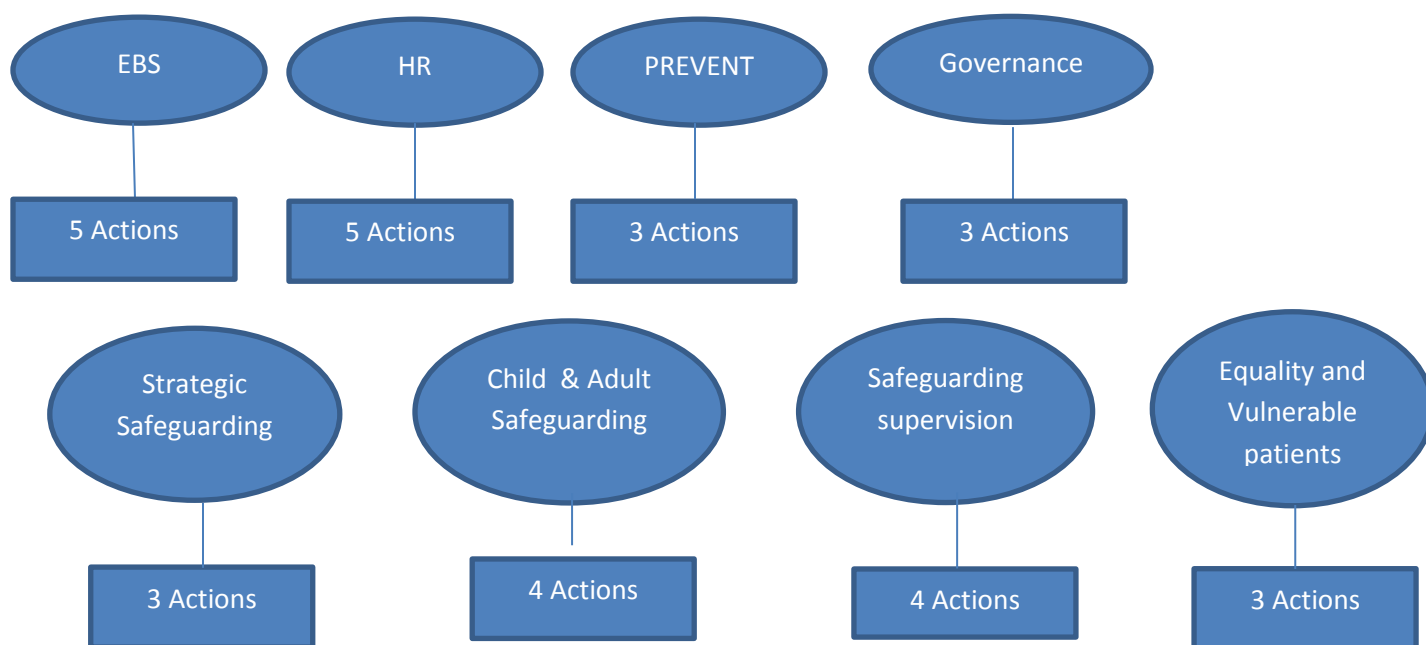 EBS
HR
PREVENT
Governance
5 Actions
5 Actions
3 Actions
3 Actions
Strategic
Safeguarding
Child & Adult
Safeguarding
Safeguarding
supervision
Equality and
Vulnerable
patients
3 Actions
4 Actions
4 Actions
3 Actions